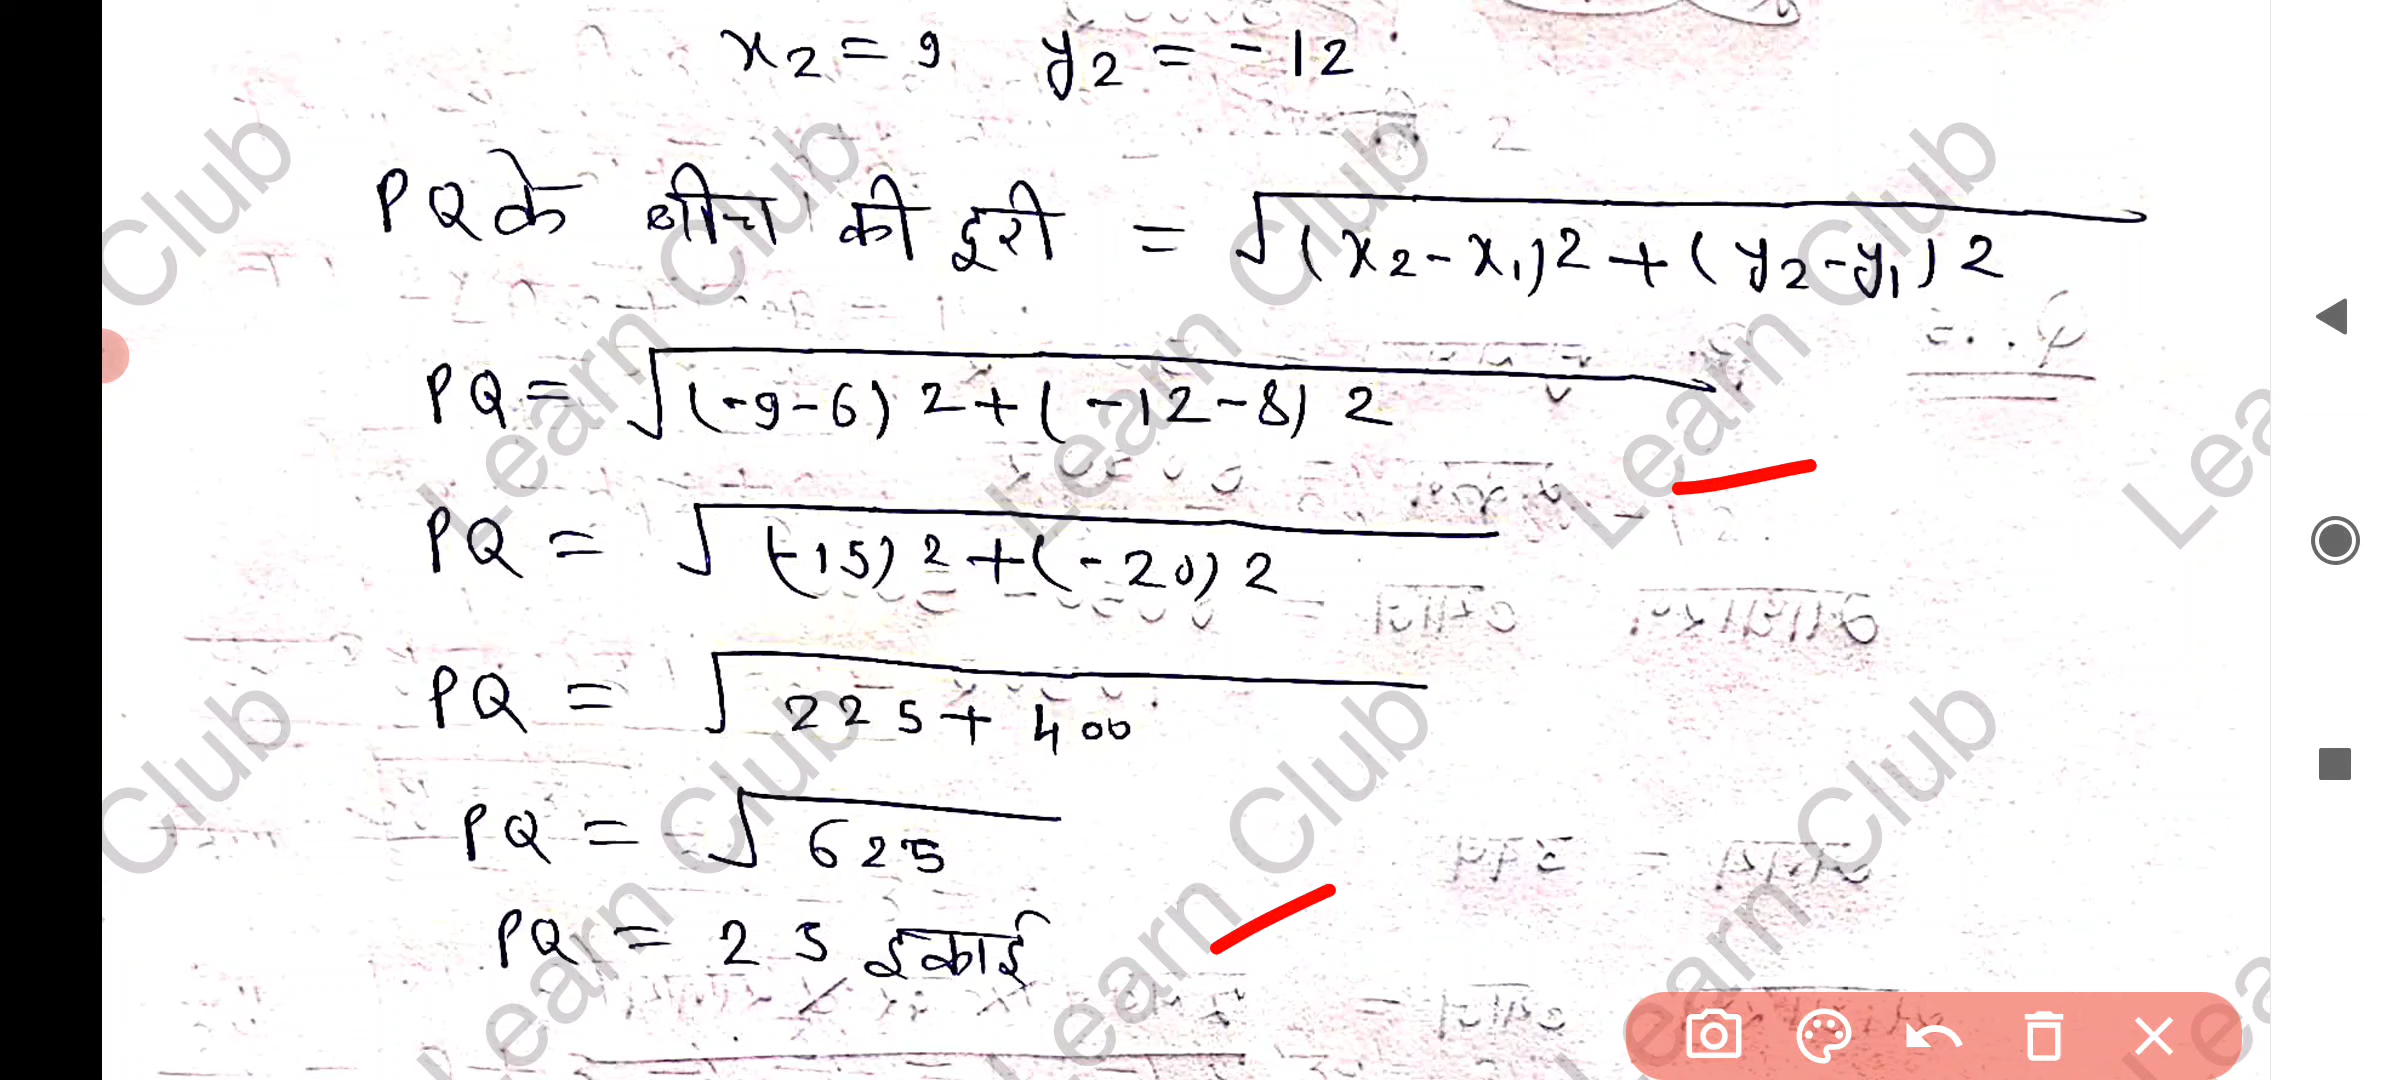 x2 = 9 y2 = -12
PQ के बीच की दुरी = √(x2-x1)2+(y2-y1)2
PQ = √(-9-6)2+(-12-8)2
PQ = √(-15)2+(-20)2
PQ = √225+400
PQ = √625
PQ = 25 इकाई
Learn Club